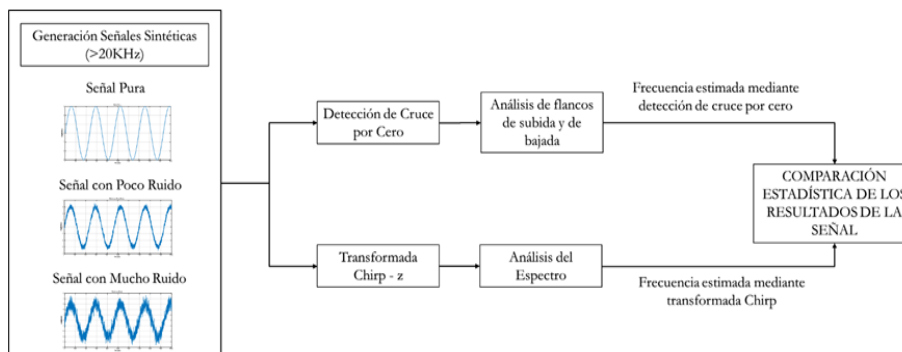 Generación Señales Sintéticas
(>20KHz)
Señal Pura
Señal con Poco Ruido
Señal con Mucho Ruido
Detección de Cruce
por Cero
Análisis de flancos
de subida y de
bajada
Frecuencia estimada mediante
detección de cruce por cero
Transformada
Chirp - z
Análisis del
Espectro
Frecuencia estimada mediante
transformada Chirp
COMPARACIÓN
ESTADÍSTICA DE LOS
RESULTADOS DE LA
SEÑAL